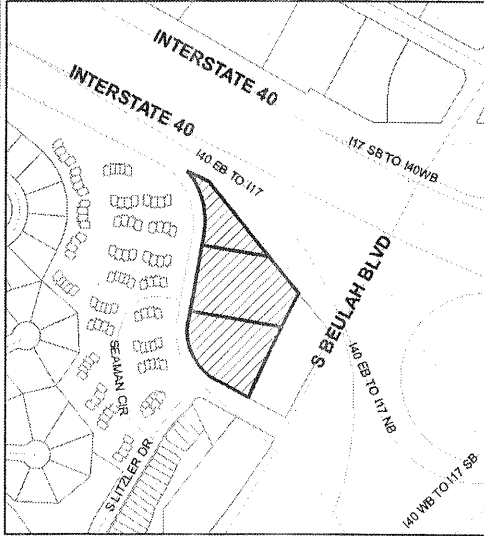 INTERSTATE 40
INTERSTATE 40
I17 SB TO I40WB
I40 EB TO I17
S BEULAH BLVD
I40 EB TO I17 NB
SEAMAN CIR
S LITZLER DR
I40 WB TO I17 SB